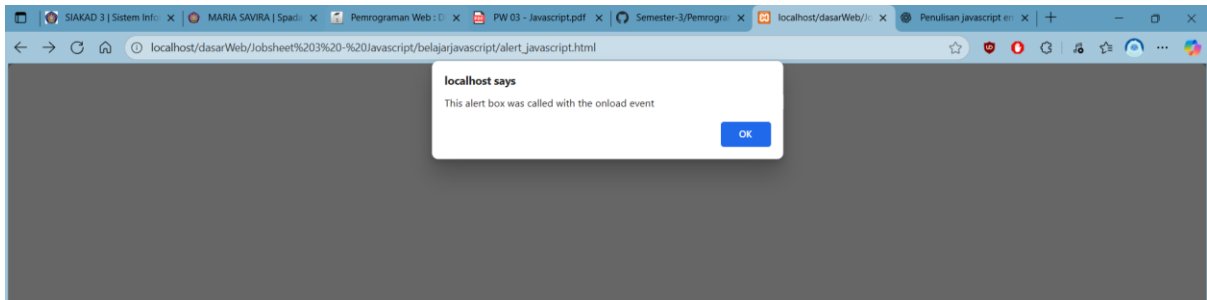 SIAKAD 3 | Sistem Info
MARIA SAVIRA | Spada
Pemrograman Web : D
PW 03 - Javascript.pdf
Semester-3/Pemrogra
localhost/dasarWeb/Jo
Penulisan javascript en
localhost/dasarWeb/Jobsheet%203%20-%20Javascript/belajarjavascript/alert_javascript.html
localhost says
This alert box was called with the onload event
OK